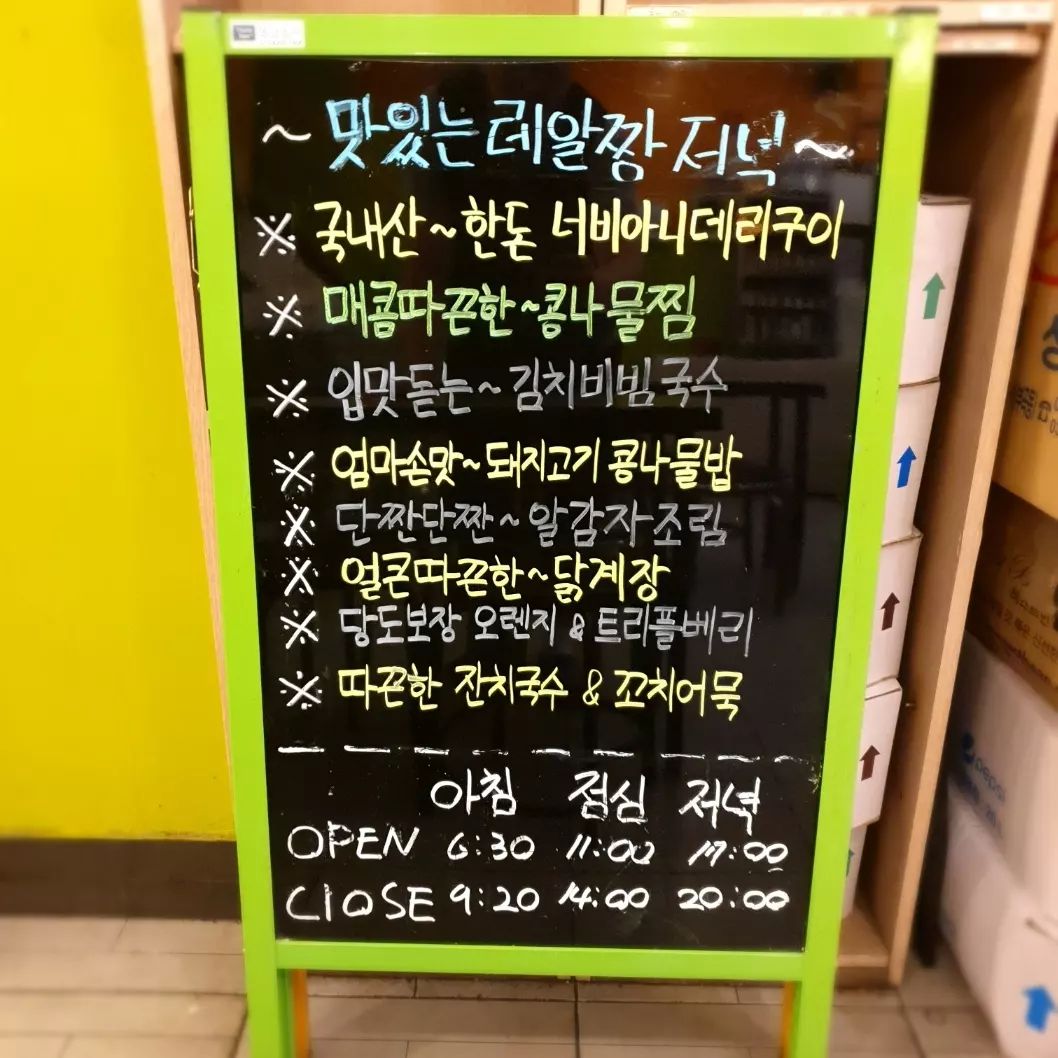 ~ 맛있는 레알짱 저녁 ~
※ 국내산 ~ 한돈 너비아니데리구이
※ 매콤따끈한 ~ 콩나물찜
※ 입맛돋는 ~ 김치비빔국수
※ 엄마손맛 ~ 돼지고기 콩나물밥
※ 단짠단짠 ~ 알감자조림
※ 얼큰따끈한 ~ 닭계장
※ 당도보장 오렌지 & 트리플베리
※ 따끈한 잔치국수 & 꼬치어묵
아침 점심 저녁
OPEN 6:30 11:00 17:00
ClOSE 9:20 14:00 20:00
pepsi